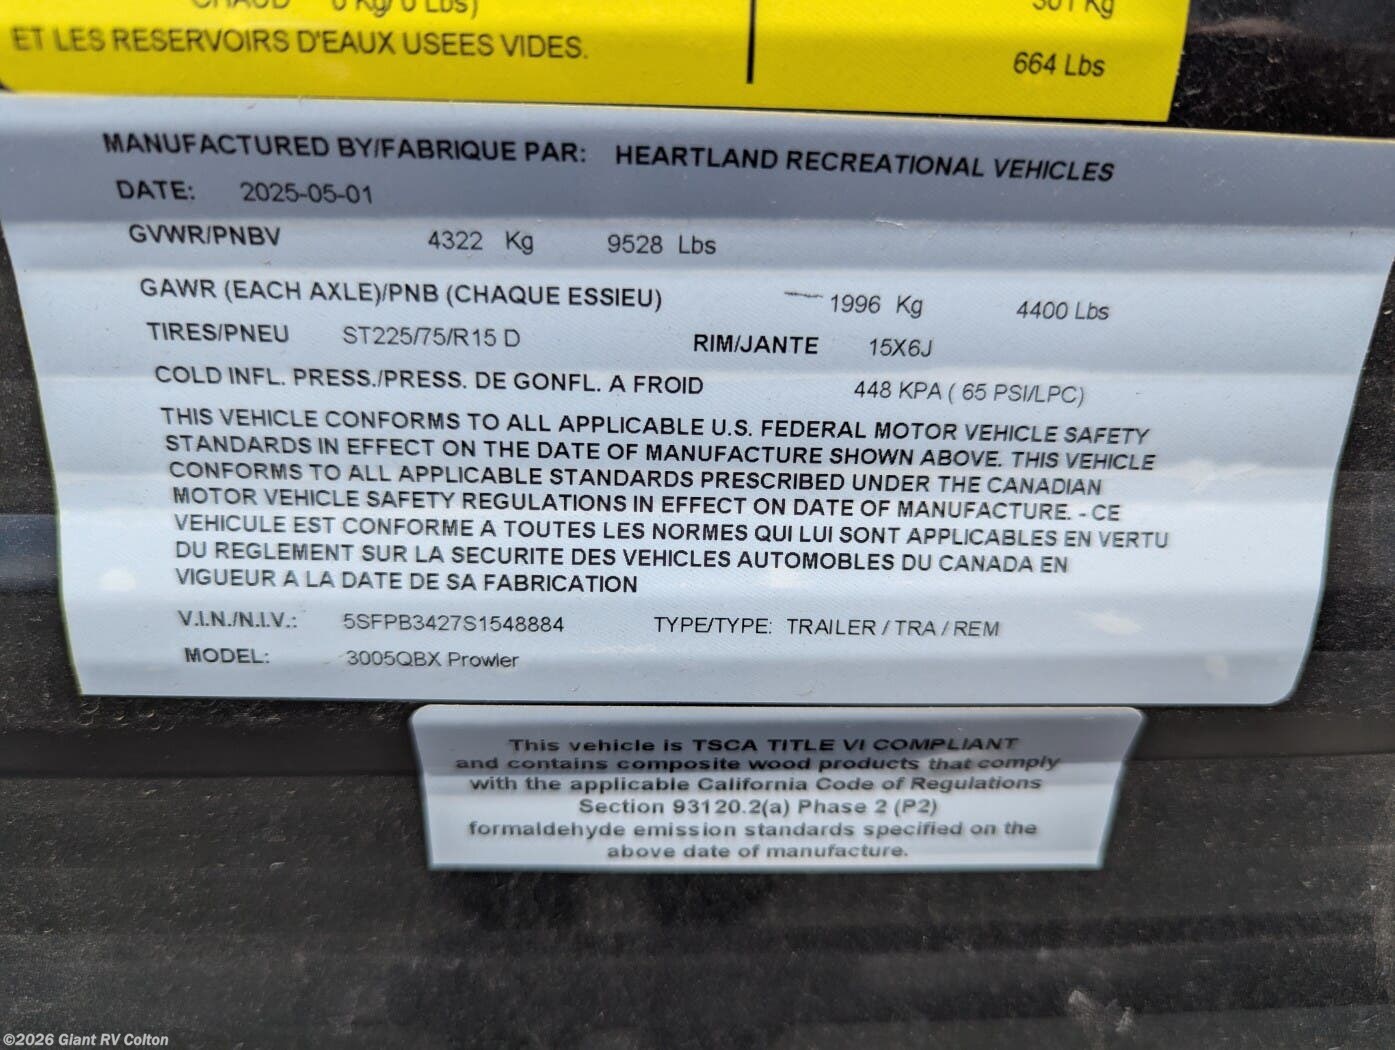 CHAUD 0 Kg/ 0 LBS)
301 Kg
ET LES RESERVOIRS D'EAUX USEES VIDES.
664 Lbs
MANUFACTURED BY/FABRIQUE PAR: HEARTLAND RECREATIONAL VEHICLES
DATE: 2025-05-01
GVWR/PNBV 4322 Kg 9528 Lbs
GAWR (EACH AXLE)/PNB (CHAQUE ESSIEU) 1996 Kg 4400 Lbs
TIRES/PNEU ST225/75/R15 D RIM/JANTE 15X6J
COLD INFL. PRESS./PRESS. DE GONFL. A FROID 448 KPA ( 65 PSI/LPC)
THIS VEHICLE CONFORMS TO ALL APPLICABLE U.S. FEDERAL MOTOR VEHICLE SAFETY
STANDARDS IN EFFECT ON THE DATE OF MANUFACTURE SHOWN ABOVE. THIS VEHICLE
CONFORMS TO ALL APPLICABLE STANDARDS PRESCRIBED UNDER THE CANADIAN
MOTOR VEHICLE SAFETY REGULATIONS IN EFFECT ON DATE OF MANUFACTURE. - CE
VEHICULE EST CONFORME A TOUTES LES NORMES QUI LUI SONT APPLICABLES EN VERTU
DU REGLEMENT SUR LA SECURITE DES VEHICLES AUTOMOBLES DU CANADA EN
VIGUEUR A LA DATE DE SA FABRICATION
V.I.N./N.I.V.: 5SFPB3427S1548884 TYPE/TYPE: TRAILER / TRA / REM
MODEL: 3005QBX Prowler
This vehicle is TSCA TITLE VI COMPLIANT
and contains composite wood products that comply
with the applicable California Code of Regulations
Section 93120.2(a) Phase 2 (P2)
formaldehyde emission standards specified on the
above date of manufacture.
©2026 Giant RV Colton